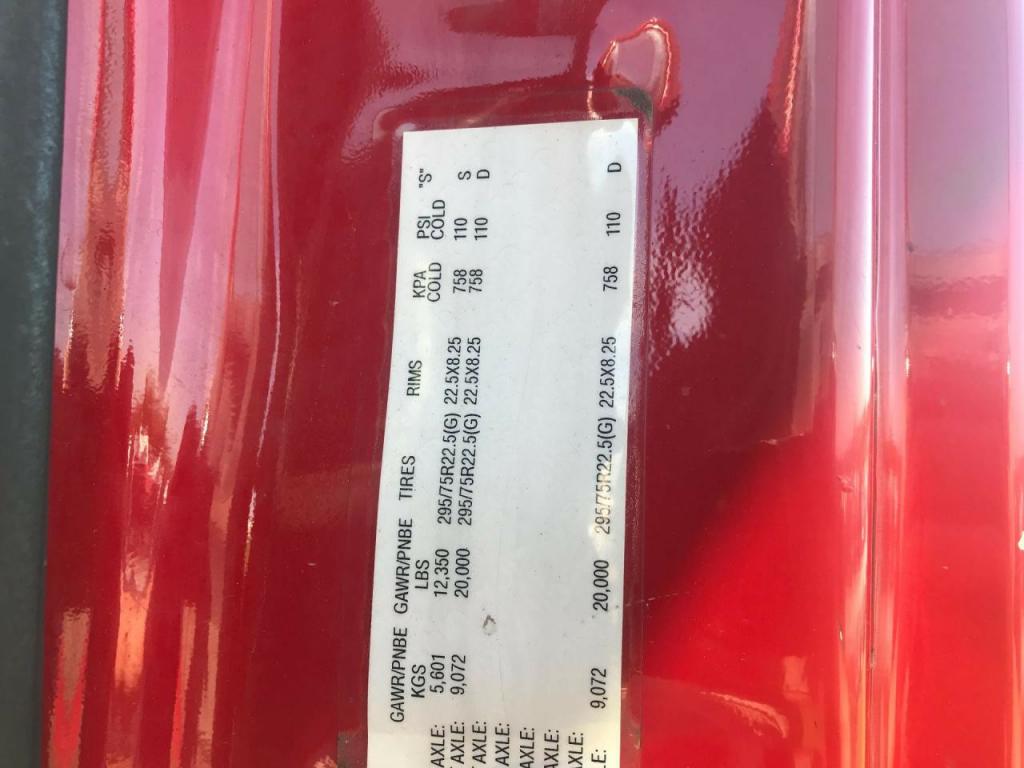 GAWR/PNBE GAWR/PNBE TIRES RIMS KPA PSI "S"
KGS LBS COLD COLD
AXLE: 5,601 12,350 295/75R22.5(G) 22.5X8.25 758 110 S
AXLE: 9,072 20,000 295/75R22.5(G) 22.5X8.25 758 110 D
AXLE:
AXLE:
AXLE:
AXLE:
AXLE:
LE: 9,072 20,000 295/75R22.5(G) 22.5X8.25 758 110 D